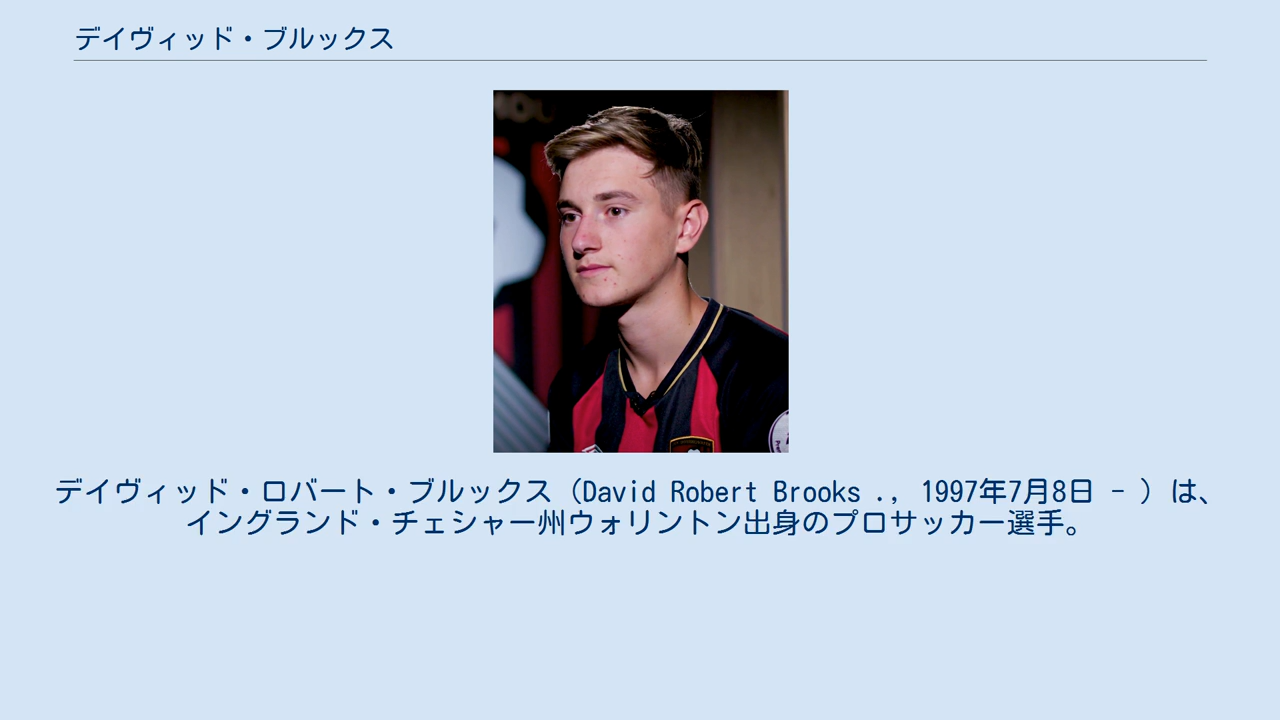 デイヴィッド・ブルックス
デイヴィッド・ロバート・ブルックス（David Robert Brooks ., 1997年7月8日 - ）は、
イングランド・チェシャー州ウォリントン出身のプロサッカー選手。